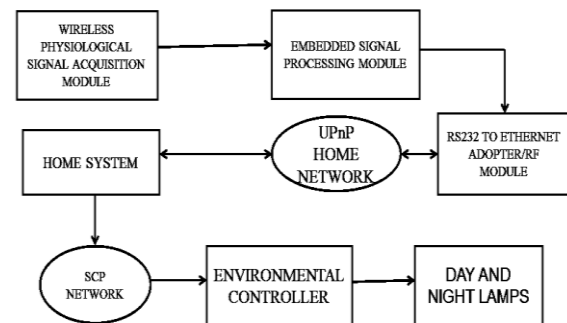 WIRELESS
PHYSIOLOGICAL
SIGNAL ACQUISITION
MODULE
EMBEDDED SIGNAL
PROCESSING MODULE
HOME SYSTEM
UPnP
HOME
NETWORK
RS232 TO ETHERNET
ADOPTER/RF
MODULE
SCP
NETWORK
ENVIRONMENTAL
CONTROLLER
DAY AND
NIGHT LAMPS